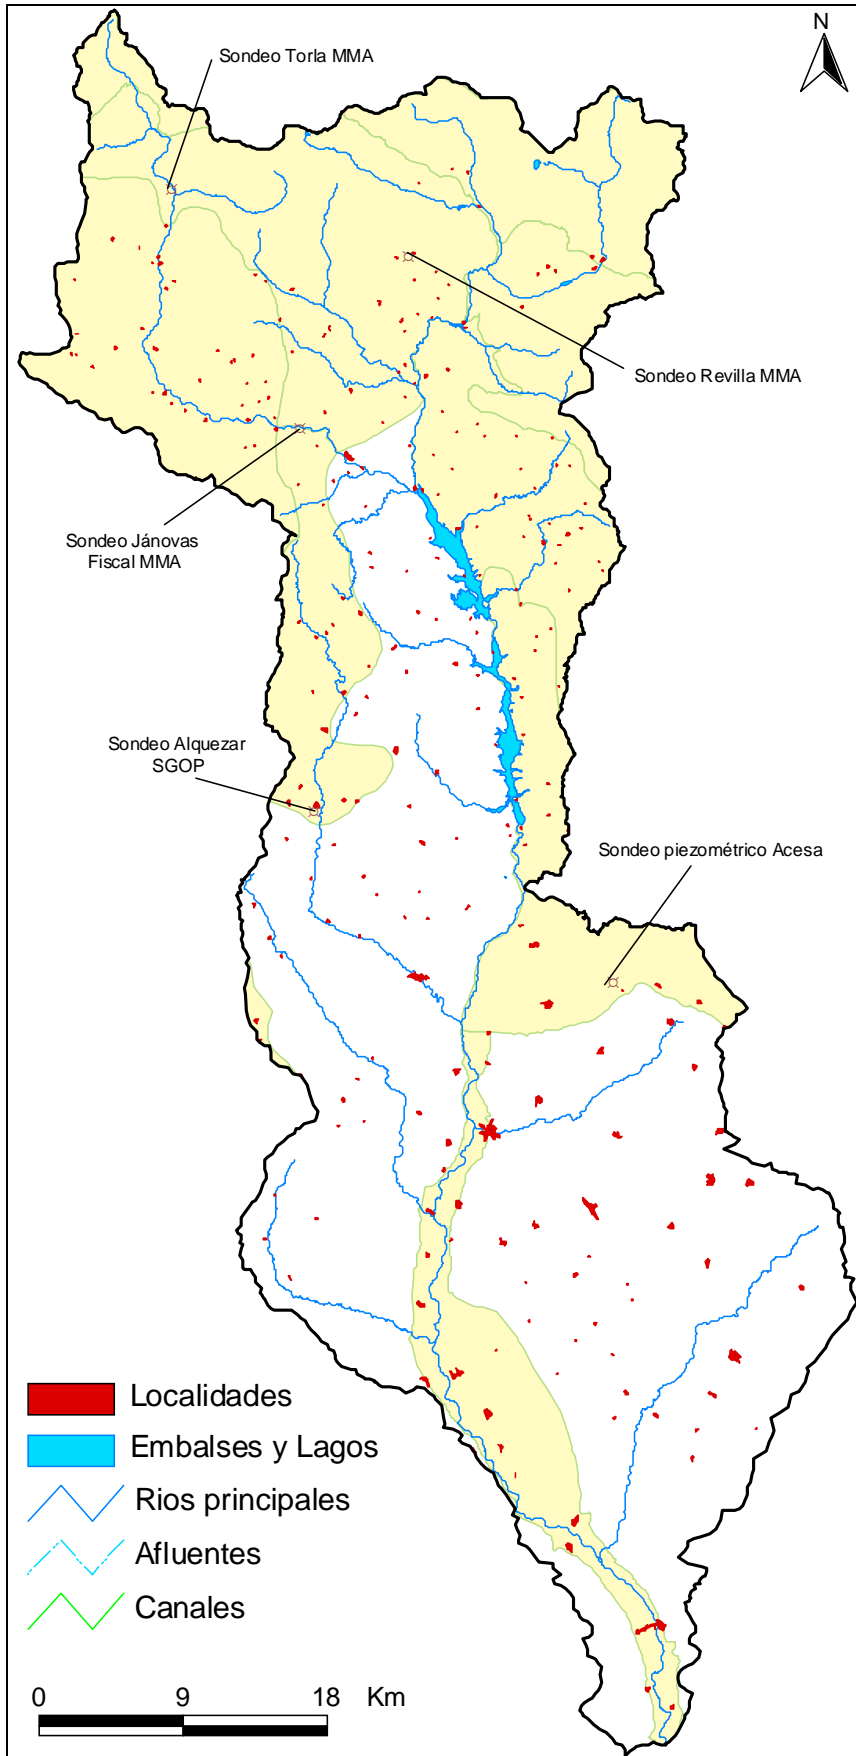 N
Sondeo Torla MMA
Sondeo Revilla MMA
Sondeo Jánovas
Fiscal MMA
Sondeo Alquezar
SGOP
Sondeo piezométrico Acesa
Localidades
Embalses y Lagos
Rios principales
Afluentes
Canales
0 9 18 Km